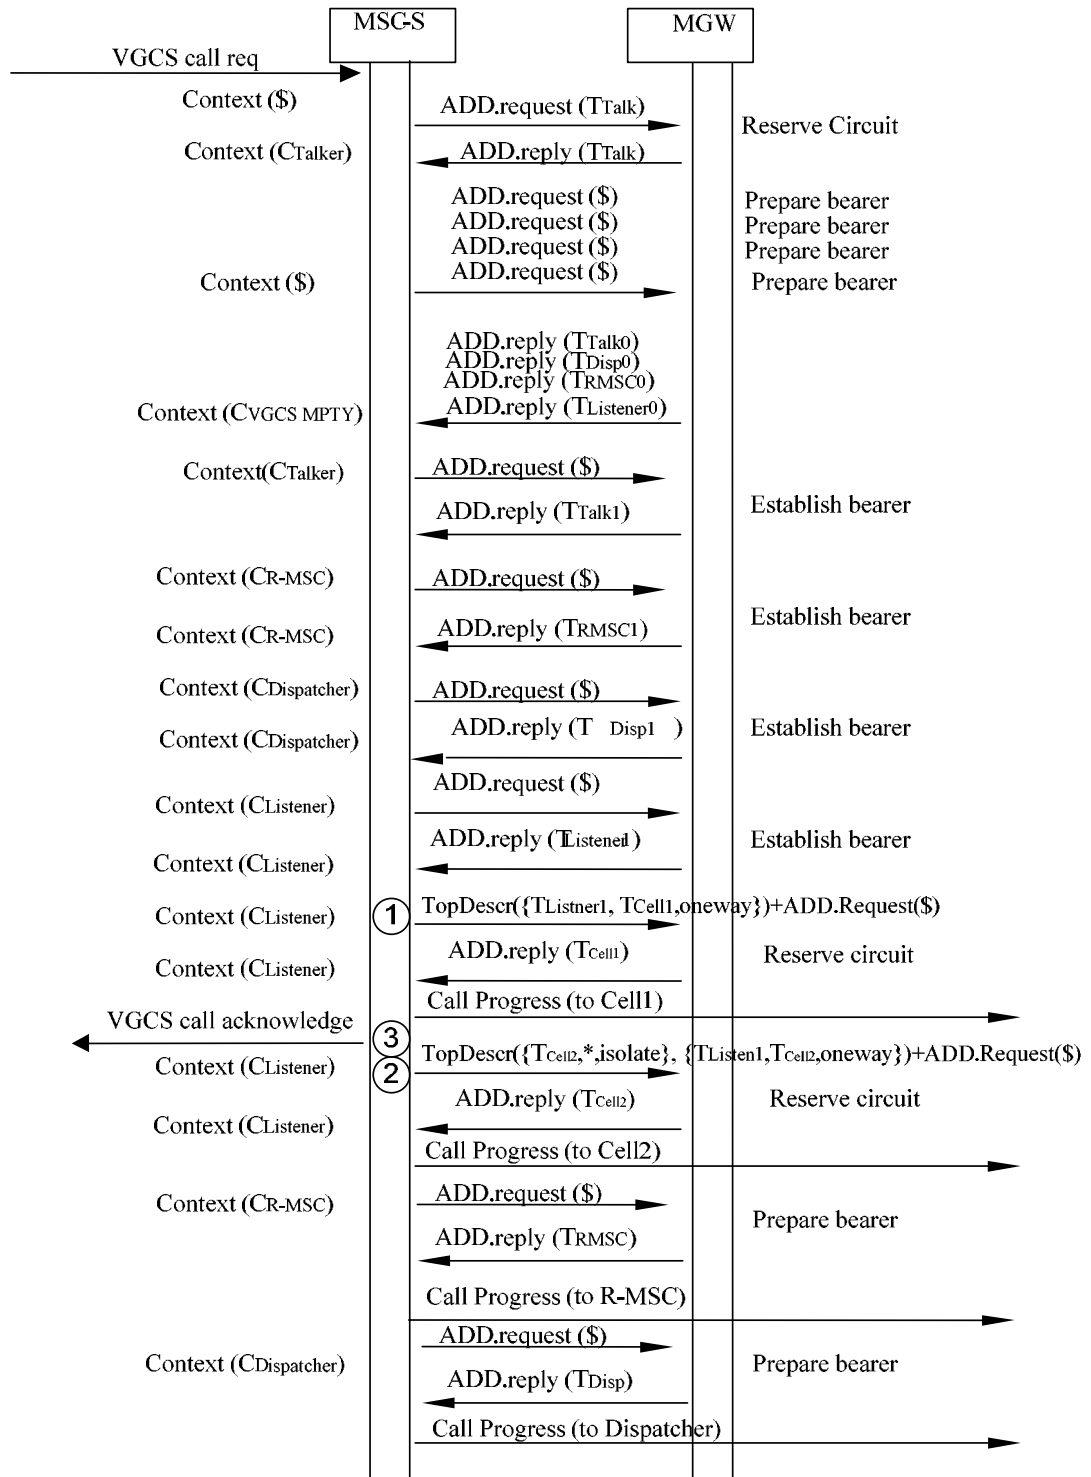 MSC-S
MGW
VGCS call req
Context ($)
ADD.request (TTalk)
Reserve Circuit
Context (CTalker)
ADD.reply (TTalk)
ADD.request ($)
Prepare bearer
ADD.request ($)
Prepare bearer
ADD.request ($)
Prepare bearer
ADD.request ($)
Context ($)
Prepare bearer
ADD.reply (TTalk0)
ADD.reply (TDisp0)
ADD.reply (TRMSC0)
ADD.reply (TListener0)
Context (CVGCS MPTY)
Context(CTalker)
ADD.request ($)
ADD.reply (TTalk1)
Establish bearer
Context (CR-MSC)
ADD.request ($)
Establish bearer
Context (CR-MSC)
ADD.reply (TRMSC1)
Context (CDispatcher)
ADD.request ($)
ADD.reply (T Disp1 )
Establish bearer
Context (CDispatcher)
ADD.request ($)
Context (CListener)
ADD.reply (TListener1)
Establish bearer
Context (CListener)
Context (CListener)
1
TopDescr({TListner1, TCell1,oneway})+ADD.Request($)
Context (CListener)
ADD.reply (TCell1)
Reserve circuit
Call Progress (to Cell1)
VGCS call acknowledge
3
Context (CListener)
2
TopDescr({TCell2,*,isolate}, {TListen1,TCell2,oneway})+ADD.Request($)
ADD.reply (TCell2)
Reserve circuit
Context (CListener)
Call Progress (to Cell2)
Context (CR-MSC)
ADD.request ($)
Prepare bearer
ADD.reply (TRMSC)
Call Progress (to R-MSC)
ADD.request ($)
Context (CDispatcher)
Prepare bearer
ADD.reply (TDisp)
Call Progress (to Dispatcher)